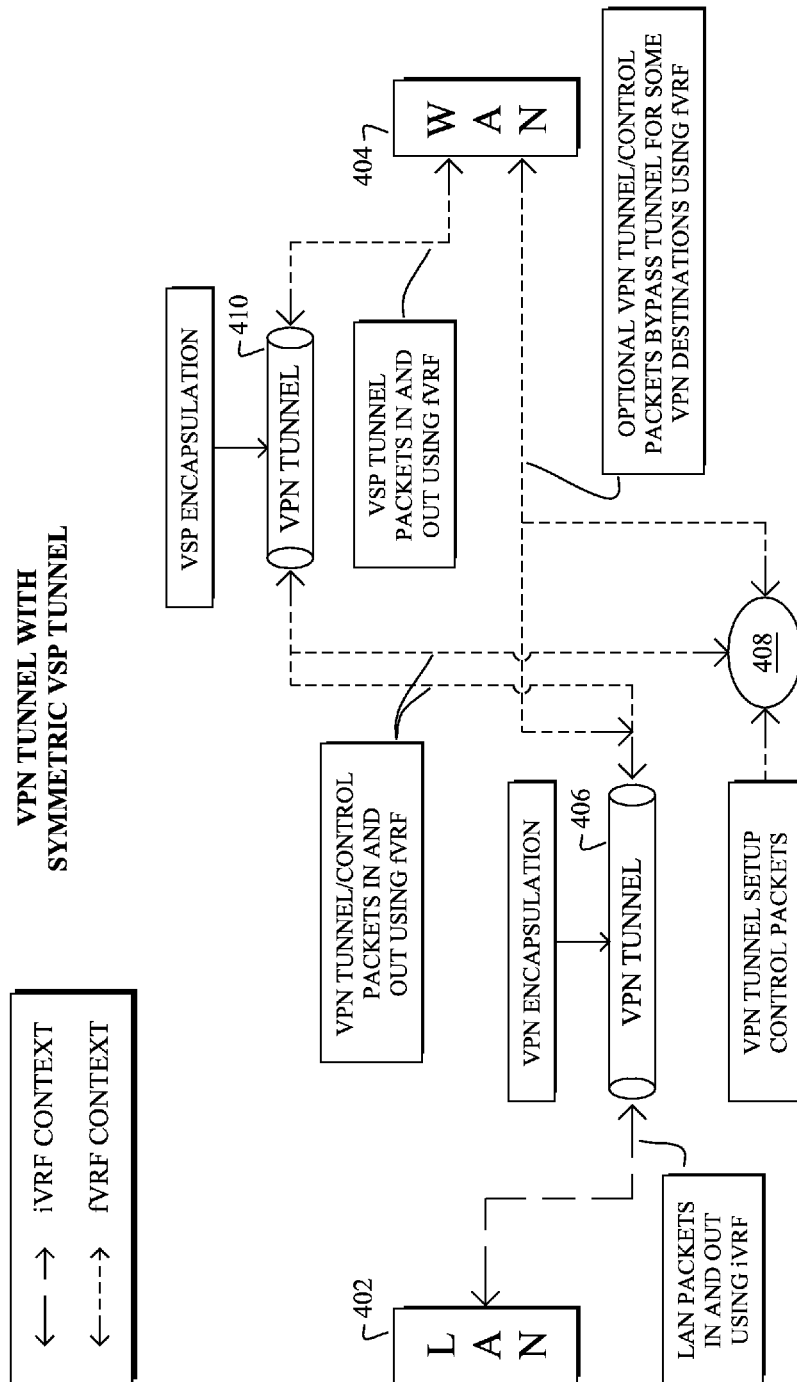 VPN TUNNEL WITH
SYMMETRIC VSP TUNNEL
iVRF CONTEXT
fVRF CONTEXT
VSP ENCAPSULATION
410
VPN TUNNEL
404
W
A
N
VSP TUNNEL
PACKETS IN AND
OUT USING fVRF
VPN TUNNEL/CONTROL
PACKETS IN AND
OUT USING fVRF
OPTIONAL VPN TUNNEL/CONTROL
PACKETS BYPASS TUNNEL FOR SOME
VPN DESTINATIONS USING fVRF
402
L
A
N
VPN ENCAPSULATION
406
VPN TUNNEL
LAN PACKETS
IN AND OUT
USING iVRF
VPN TUNNEL SETUP
CONTROL PACKETS
408